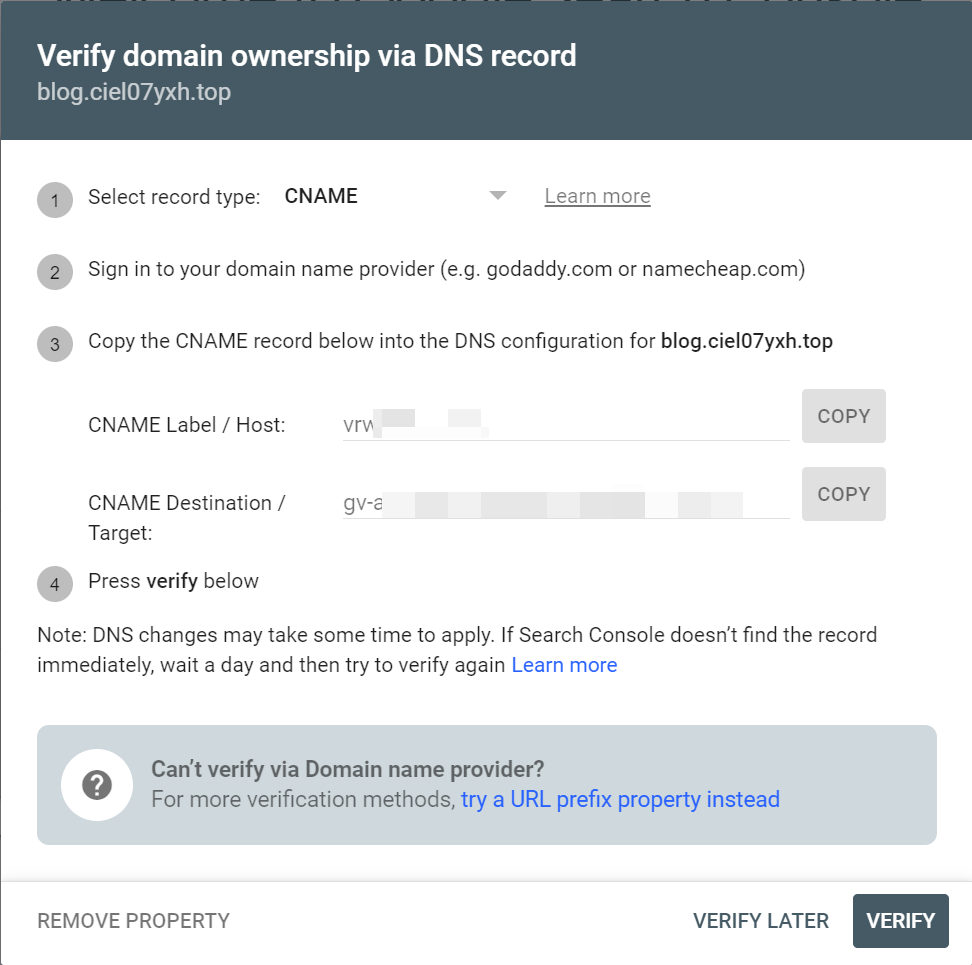 Verify domain ownership via DNS record
blog.ciel07yxh.top
1 Select record type: CNAME Learn more
2 Sign in to your domain name provider (e.g. godaddy.com or namecheap.com)
3 Copy the CNAME record below into the DNS configuration for blog.ciel07yxh.top
CNAME Label / Host: vrw COPY
CNAME Destination / gv-a COPY
Target:
4 Press verify below
Note: DNS changes may take some time to apply. If Search Console doesn’t find the record
immediately, wait a day and then try to verify again Learn more
Can’t verify via Domain name provider?
For more verification methods, try a URL prefix property instead
REMOVE PROPERTY VERIFY LATER VERIFY